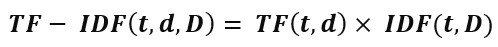 TF − IDF(t, d, D) = TF(t, d) × IDF(t, D)